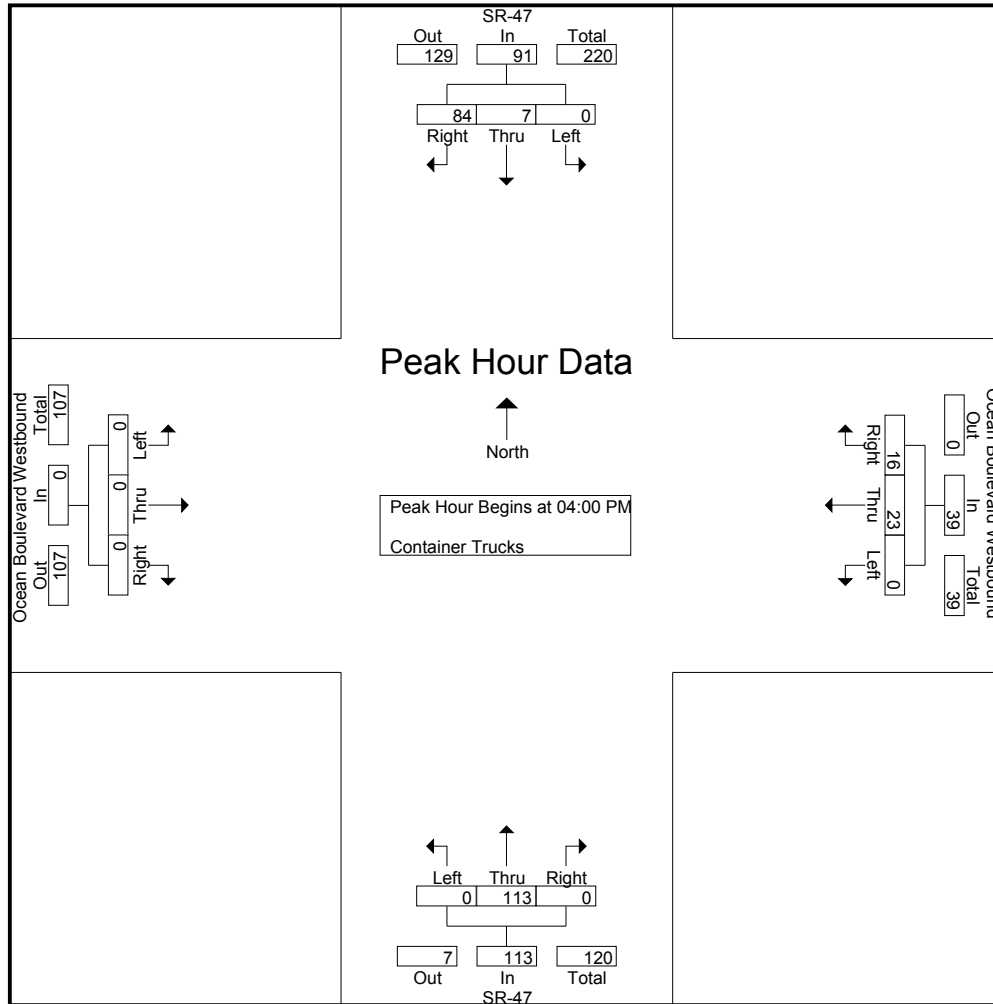 SR-47
Out In Total
129 91 220
84 7 0
Right Thru Left
Peak Hour Data
North
Peak Hour Begins at 04:00 PM
Container Trucks
Ocean Boulevard Westbound
Total In Out
107 0 107
0 0 0
Left Thru Right
Ocean Boulevard Westbound
Out In Total
0 39 39
16 23 0
Right Thru Left
Left Thru Right
0 113 0
7 113 120
Out In Total
SR-47